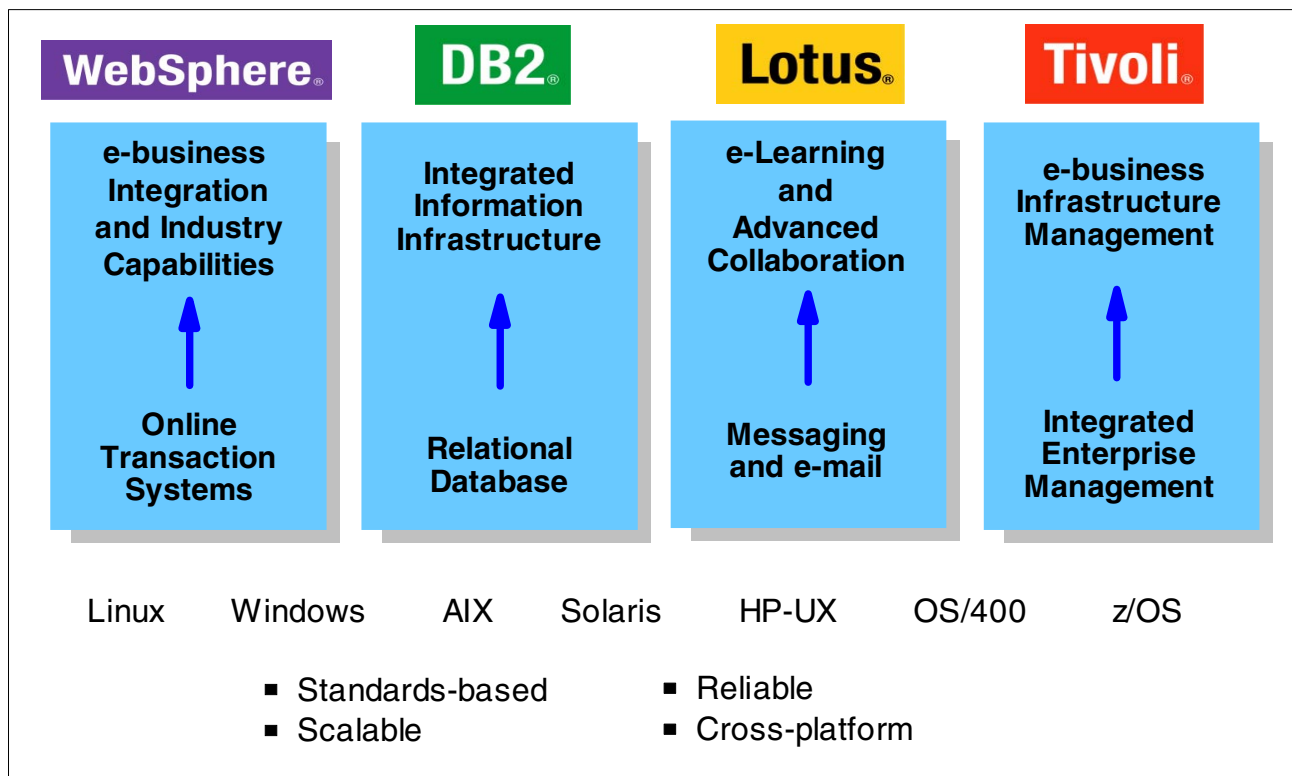 WebSphere®
DB2®
Lotus®
Tivoli®
e-business
Integration
and Industry
Capabilities
Online
Transaction
Systems
Integrated
Information
Infrastructure
Relational
Database
e-Learning
and
Advanced
Collaboration
Messaging
and e-mail
e-business
Infrastructure
Management
Integrated
Enterprise
Management
Linux Windows AIX Solaris HP-UX OS/400 z/OS
▪ Standards-based
▪ Scalable
▪ Reliable
▪ Cross-platform